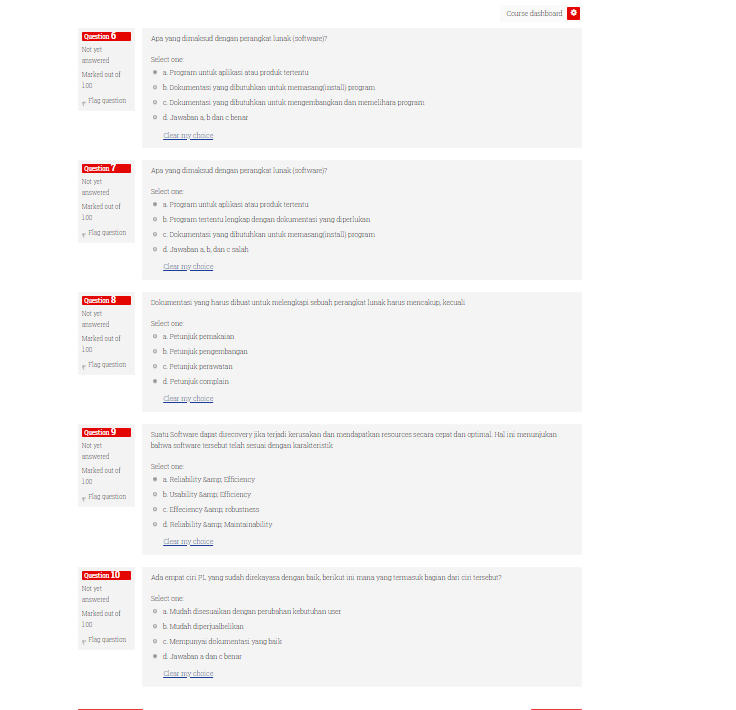 Course dashboard
Question 6
Not yet
answered
Marked out of
1.00
Flag question
Apa yang dimaksud dengan perangkat lunak (software)?
Select one:
a. Program untuk aplikasi atau produk tertentu
b. Dokumentasi yang dibutuhkan untuk memasang(install) program
c. Dokumentasi yang dibutuhkan untuk mengembangkan dan memelihara program
d. Jawaban a, b dan c benar
Clear my choice
Question 7
Not yet
answered
Marked out of
1.00
Flag question
Apa yang dimaksud dengan perangkat lunak (software)?
Select one:
a. Program untuk aplikasi atau produk tertentu
b. Program tertentu lengkap dengan dokumentasi yang diperlukan
c. Dokumentasi yang dibutuhkan untuk memasang(install) program
d. Jawaban a, b, dan c salah
Clear my choice
Question 8
Not yet
answered
Marked out of
1.00
Flag question
Dokumentasi yang harus dibuat untuk melengkapi sebuah perangkat lunak harus mencakup, kecuali
Select one:
a. Petunjuk pemakaian
b. Petunjuk pengembangan
c. Petunjuk perawatan
d. Petunjuk complain
Clear my choice
Question 9
Not yet
answered
Marked out of
1.00
Flag question
Suatu Software dapat direcovery jika terjadi kerusakan dan mendapatkan resources secara cepat dan optimal. Hal ini menunjukan
bahwa software tersebut telah sesuai dengan karakteristik
Select one:
a. Reliability &amp; Efficiency
b. Usability &amp; Efficiency
c. Effeciency &amp; robustness
d. Reliability &amp; Maintainability
Clear my choice
Question 10
Not yet
answered
Marked out of
1.00
Flag question
Ada empat ciri PL yang sudah direkayasa dengan baik, berikut ini mana yang termasuk bagian dari ciri tersebut?
Select one:
a. Mudah disesuaikan dengan perubahan kebutuhan user
b. Mudah diperjualbelikan
c. Mempunyai dokumentasi yang baik
d. Jawaban a dan c benar
Clear my choice